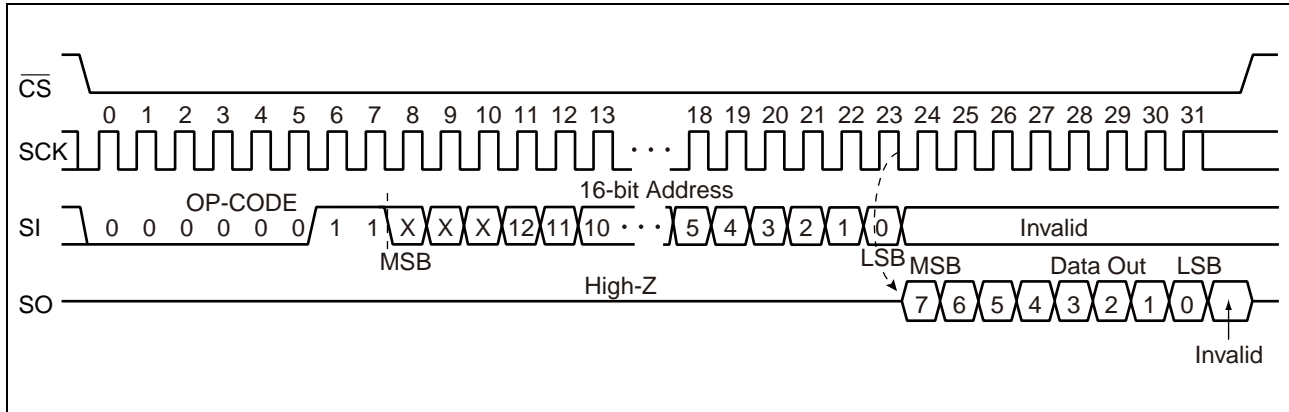 CS
0 1 2 3 4 5 6 7 8 9 10 11 12 13 18 19 20 21 22 23 24 25 26 27 28 29 30 31
SCK
· · ·
OP-CODE
16-bit Address
SI
0 0 0 0 0 0 1 1 X X X 12 11 10 · · · 5 4 3 2 1 0 Invalid
MSB
LSB
High-Z
MSB
Data Out
LSB
SO
7 6 5 4 3 2 1 0
Invalid